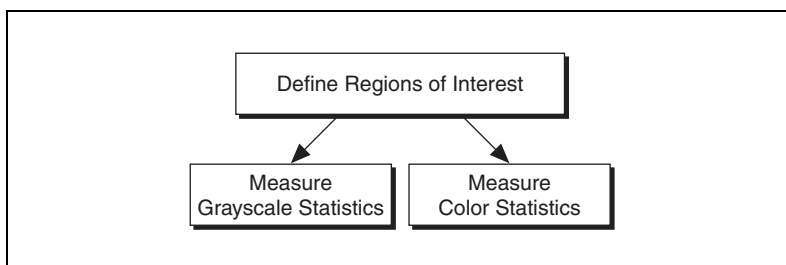 Define Regions of Interest
Measure
Grayscale Statistics
Measure
Color Statistics